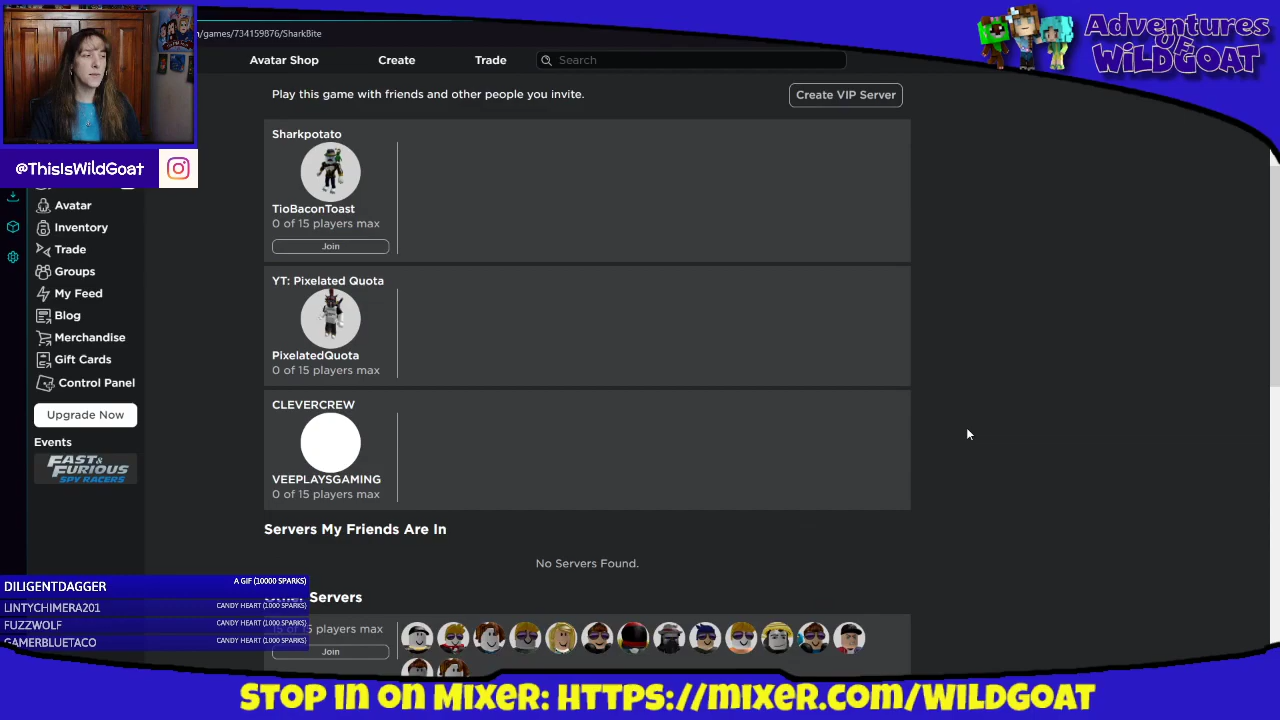 n/games/734159876/SharkBite
Adventures
OF
WildGoat
Avatar Shop
Create
Trade
Search
Play this game with friends and other people you invite.
Create VIP Server
@ThisIsWildGoat
Sharkpotato
TioBaconToast
0 of 15 players max
Join
Avatar
Inventory
Trade
Groups
My Feed
Blog
Merchandise
Gift Cards
Control Panel
Upgrade Now
Events
FAST & FURIOUS
SPY RACERS
YT: Pixelated Quota
PixelatedQuota
0 of 15 players max
CLEVERCREW
VEEPLAYSGAMING
0 of 15 players max
Servers My Friends Are In
No Servers Found.
Servers
of 15 players max
Join
DILIGENTDAGGER A GIF (10000 SPARKS)
LINTYCHIMERA201 CANDY HEART (1000 SPARKS)
FUZZWOLF CANDY HEART (1000 SPARKS)
GAMERBLUETACO CANDY HEART (1000 SPARKS)
STOP IN ON MIXER: HTTPS://MIXER.COM/WILDGOAT